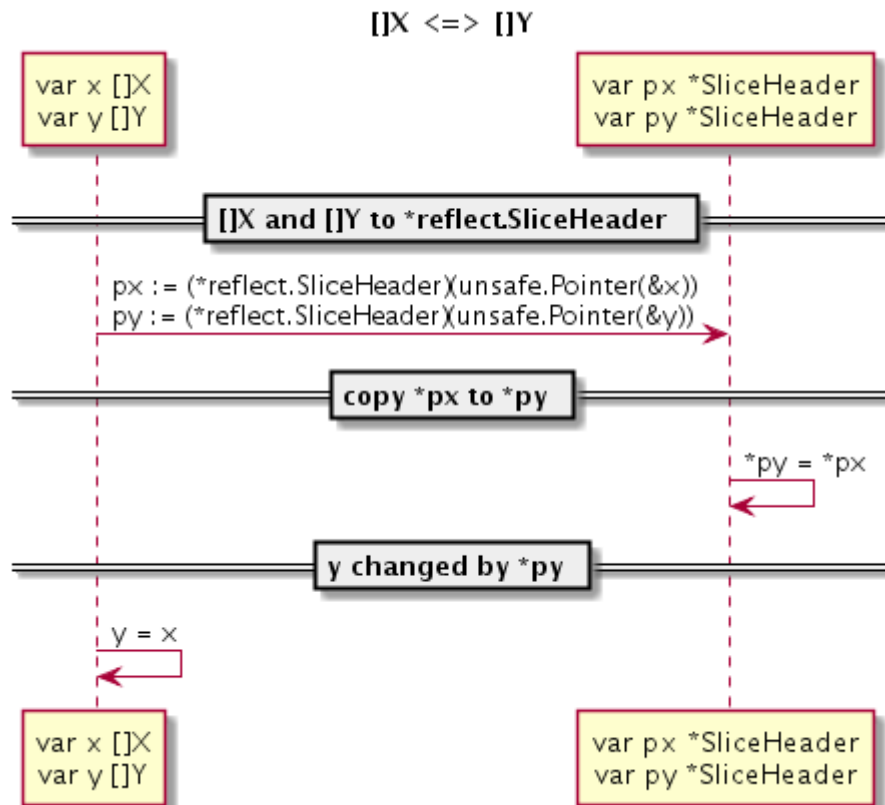 []X <=> []Y
var x []X
var y []Y
var px *SliceHeader
var py *SliceHeader
[]X and []Y to *reflect.SliceHeader
px := (*reflect.SliceHeader)(unsafe.Pointer(&x))
py := (*reflect.SliceHeader)(unsafe.Pointer(&y))
copy *px to *py
*py = *px
y changed by *py
y = x
var x []X
var y []Y
var px *SliceHeader
var py *SliceHeader